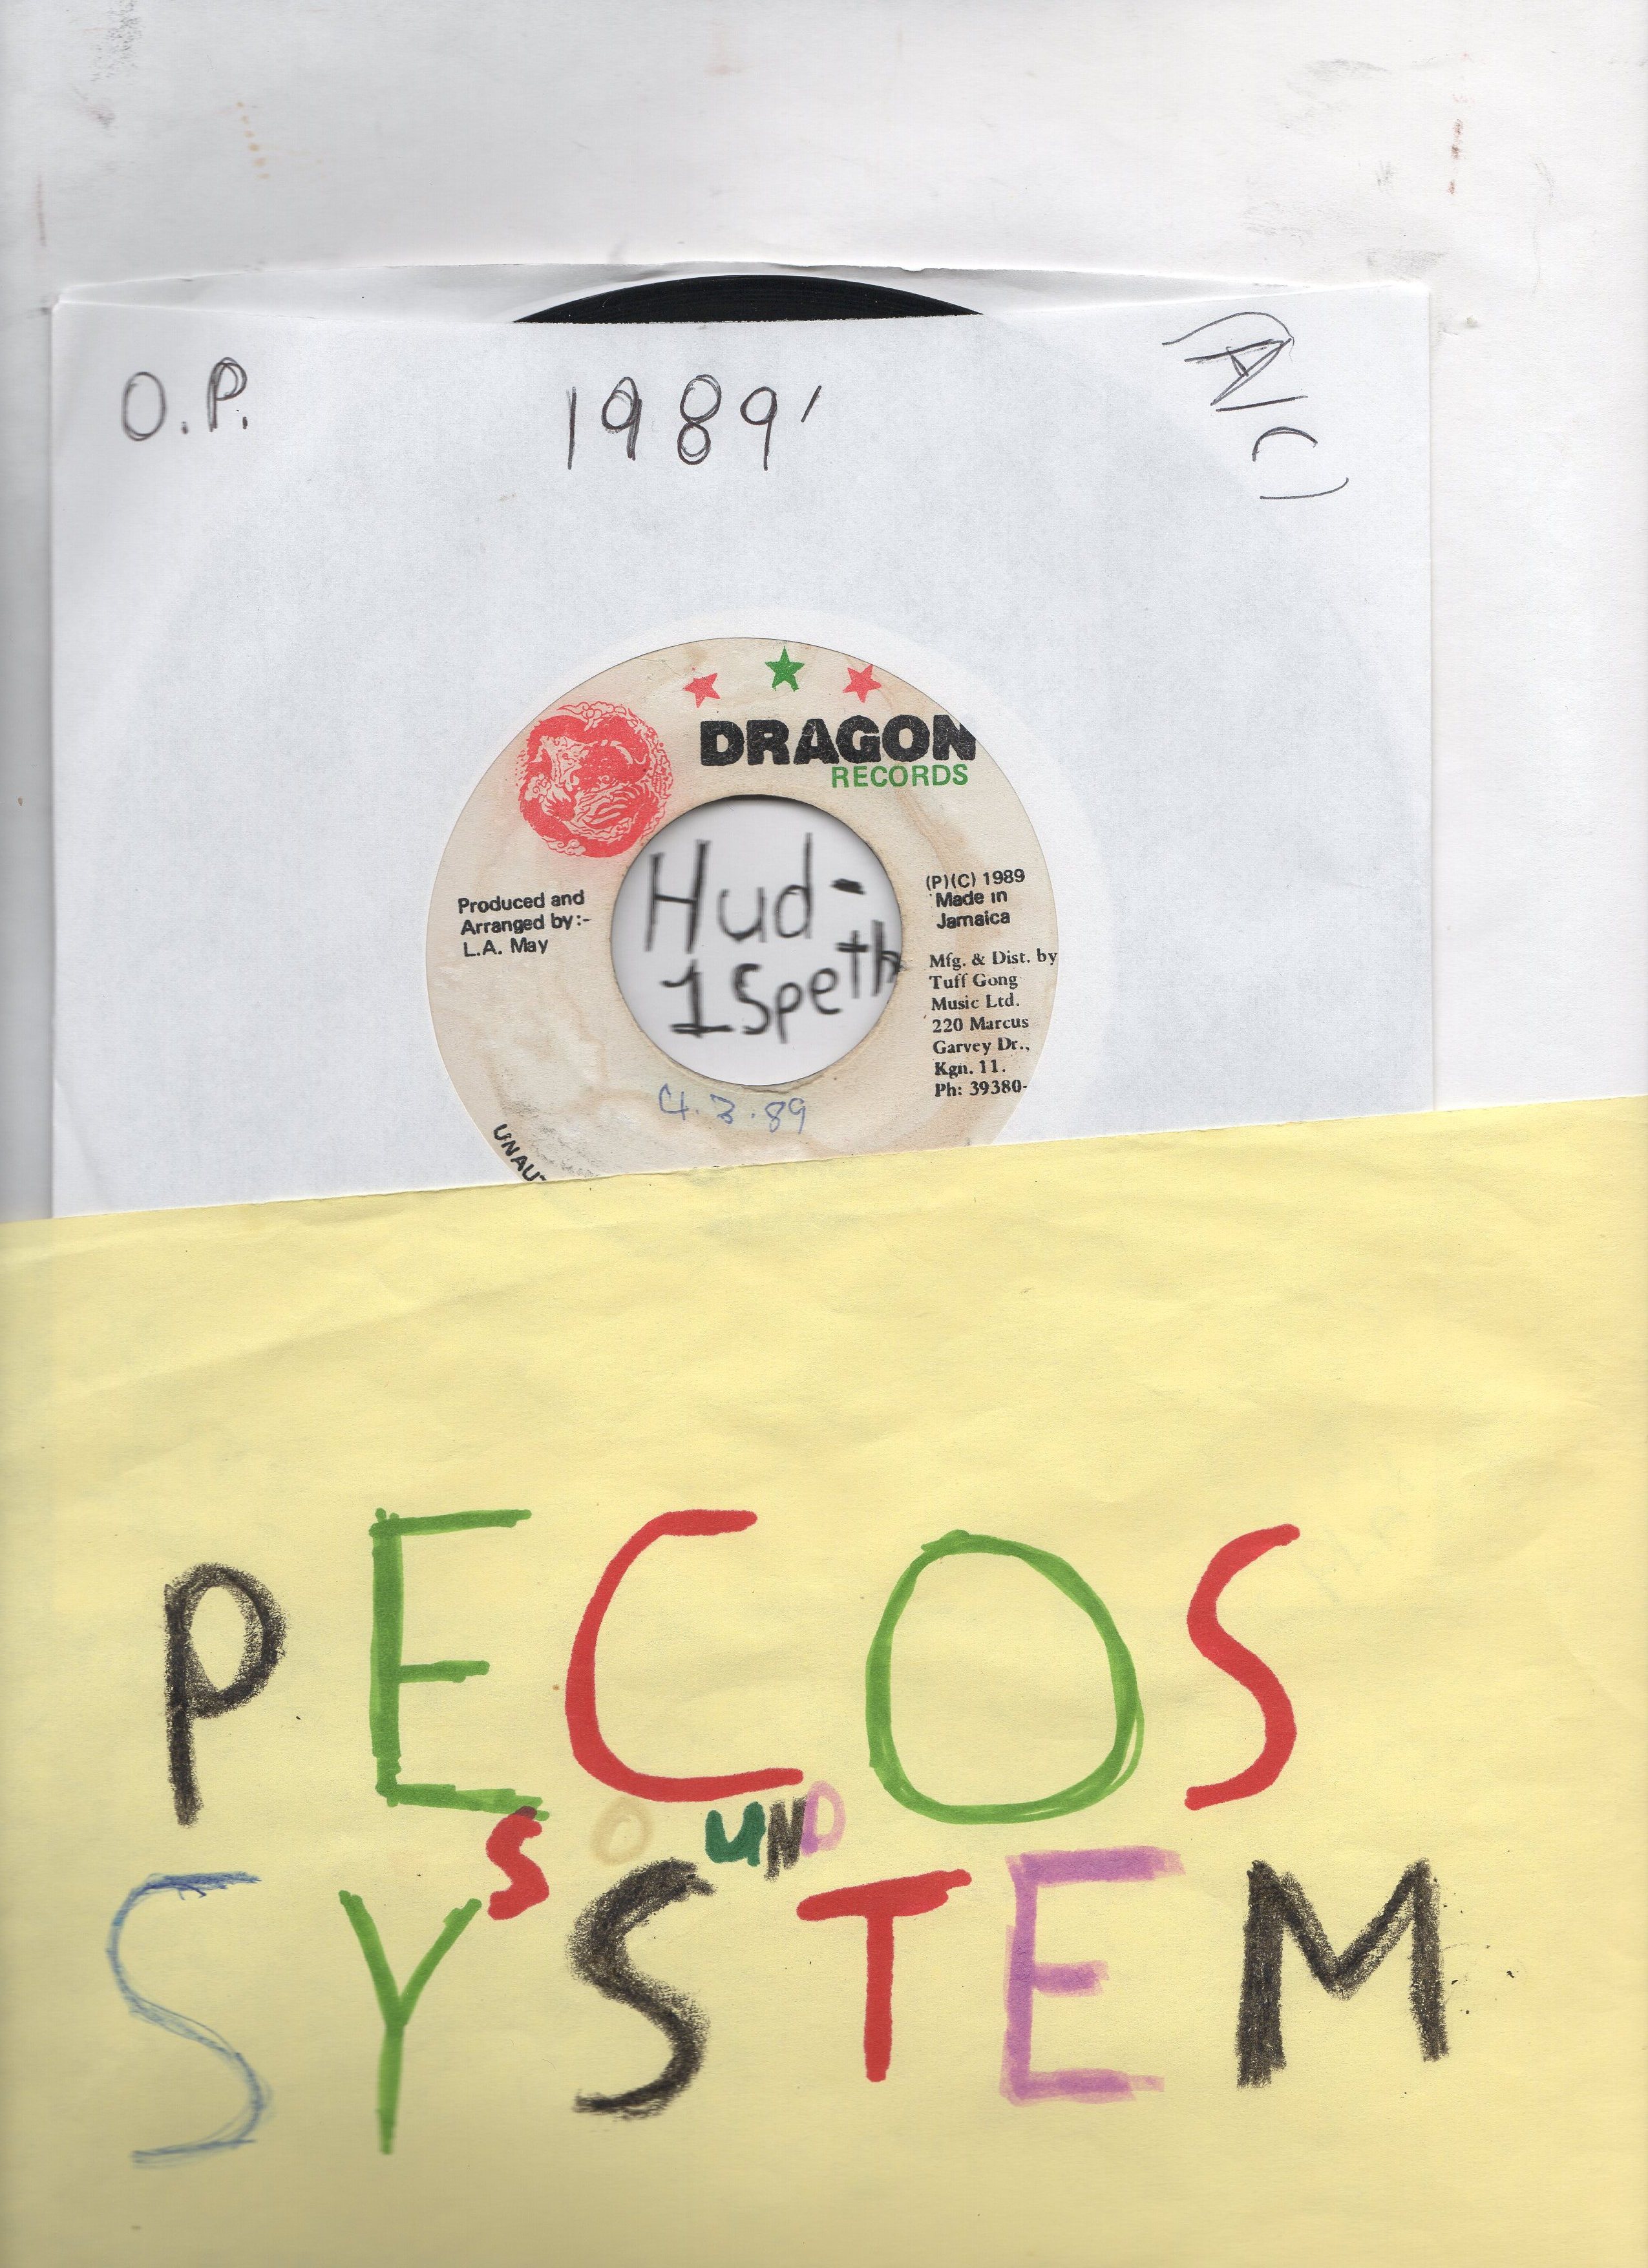 O.P.
1989'
DRAGON
RECORDS
Produced and
Arranged by:-
L.A. May
Hud-
1Speth
(P)(C) 1989
Made in
Jamaica
Mfg. & Dist. by
Tuff Gong
Music Ltd.
220 Marcus
Garvey Dr.,
Kgn. 11.
Ph: 39380-
4.3.89
UNAUT
PECOS
SOUND
SYSTEM